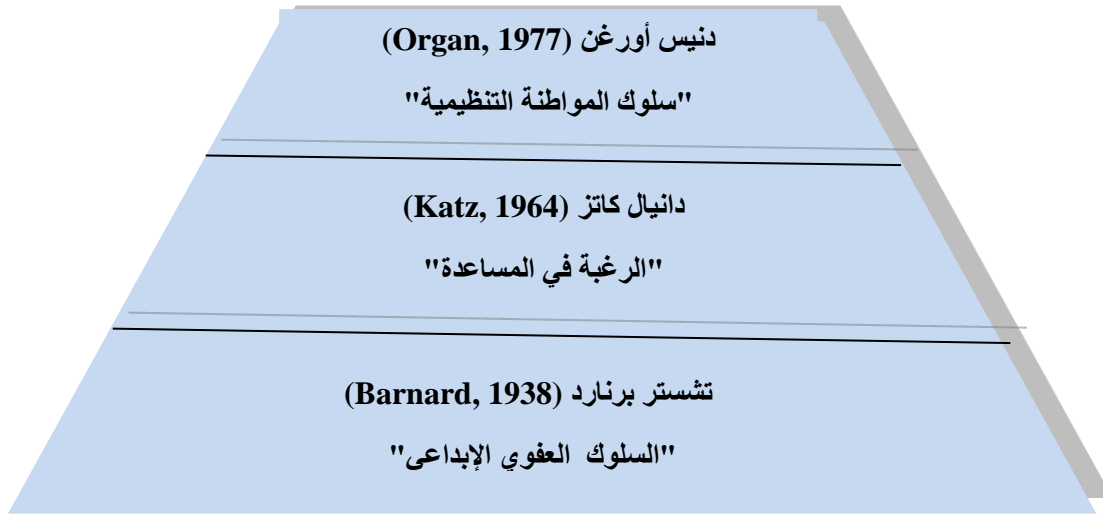 دنيس أورغن (Organ, 1977)
"سلوك المواطنة التنظيمية"
دانيال كاتز (Katz, 1964)
"الرغبة في المساعدة"
تشستر برنارد (Barnard, 1938)
"السلوك العفوي الإبداعى"